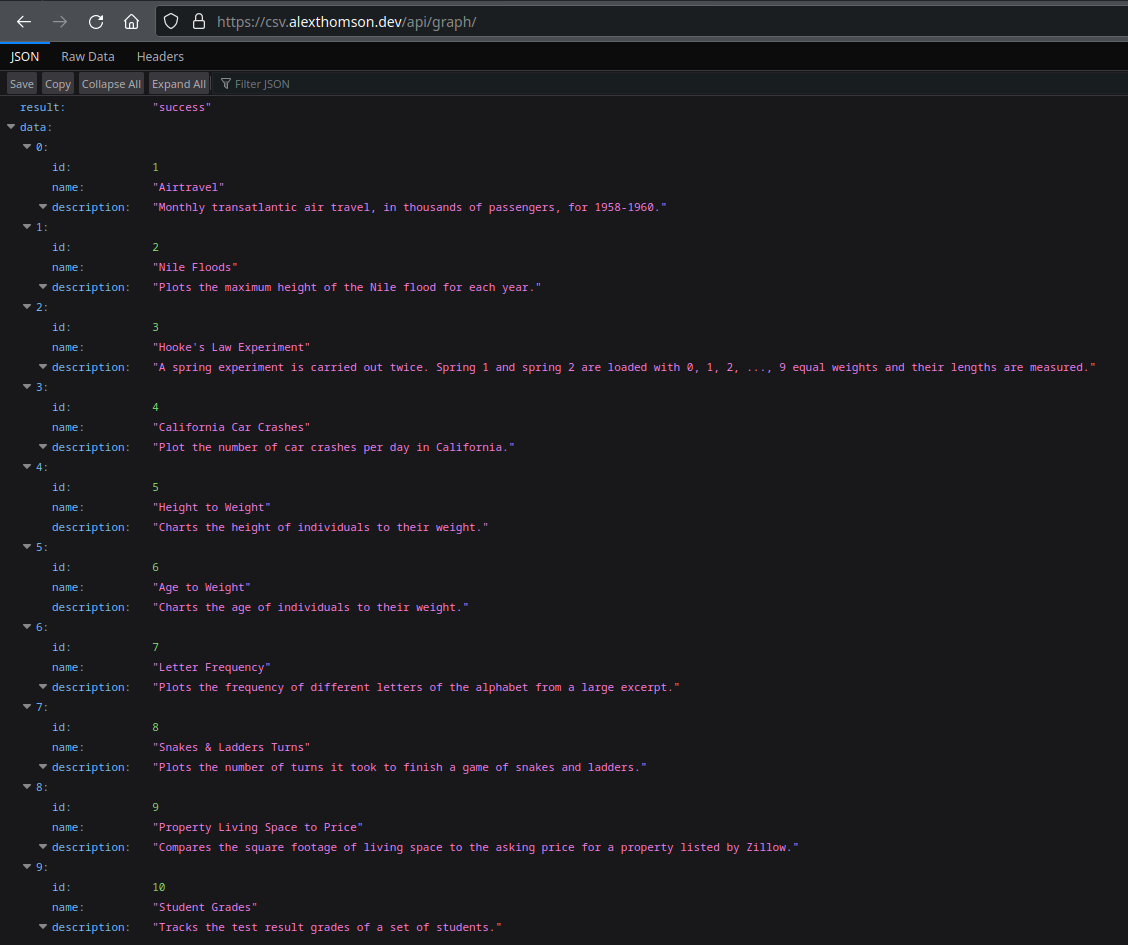 https://csv.alexthomson.dev/api/graph/
JSON Raw Data Headers
Save Copy Collapse All Expand All Filter JSON
result: "success"
data:
0:
id: 1
name: "Airtravel"
description: "Monthly transatlantic air travel, in thousands of passengers, for 1958-1960."
1:
id: 2
name: "Nile Floods"
description: "Plots the maximum height of the Nile flood for each year."
2:
id: 3
name: "Hooke's Law Experiment"
description: "A spring experiment is carried out twice. Spring 1 and spring 2 are loaded with 0, 1, 2, ..., 9 equal weights and their lengths are measured."
3:
id: 4
name: "California Car Crashes"
description: "Plot the number of car crashes per day in California."
4:
id: 5
name: "Height to Weight"
description: "Charts the height of individuals to their weight."
5:
id: 6
name: "Age to Weight"
description: "Charts the age of individuals to their weight."
6:
id: 7
name: "Letter Frequency"
description: "Plots the frequency of different letters of the alphabet from a large excerpt."
7:
id: 8
name: "Snakes & Ladders Turns"
description: "Plots the number of turns it took to finish a game of snakes and ladders."
8:
id: 9
name: "Property Living Space to Price"
description: "Compares the square footage of living space to the asking price for a property listed by Zillow."
9:
id: 10
name: "Student Grades"
description: "Tracks the test result grades of a set of students."